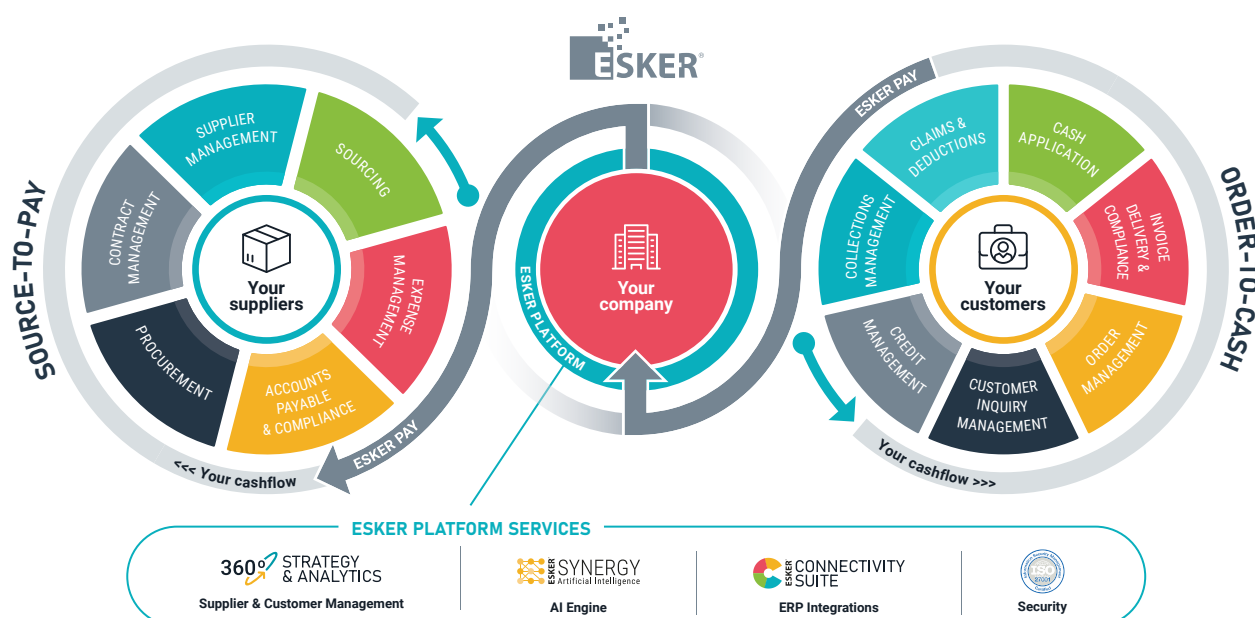 ESKER®
SOURCE-TO-PAY
SUPPLIER
MANAGEMENT
SOURCING
EXPENSE
MANAGEMENT
ACCOUNTS
PAYABLE
& COMPLIANCE
PROCUREMENT
CONTRACT
MANAGEMENT
Your
suppliers
<<< Your cashflow
ESKER PAY
ESKER PLATFORM
Your
company
ESKER PAY
CLAIMS &
DEDUCTIONS
CASH
APPLICATION
INVOICE
DELIVERY &
COMPLIANCE
ORDER
MANAGEMENT
CUSTOMER
INQUIRY
MANAGEMENT
CREDIT
MANAGEMENT
COLLECTIONS
MANAGEMENT
Your
customers
Your cashflow >>>
ORDER-TO-CASH
ESKER PLATFORM SERVICES
360° STRATEGY
& ANALYTICS
Supplier & Customer Management
ESKER SYNERGY
Artificial Intelligence
AI Engine
ESKER CONNECTIVITY
SUITE
ERP Integrations
ISO
27001
Security